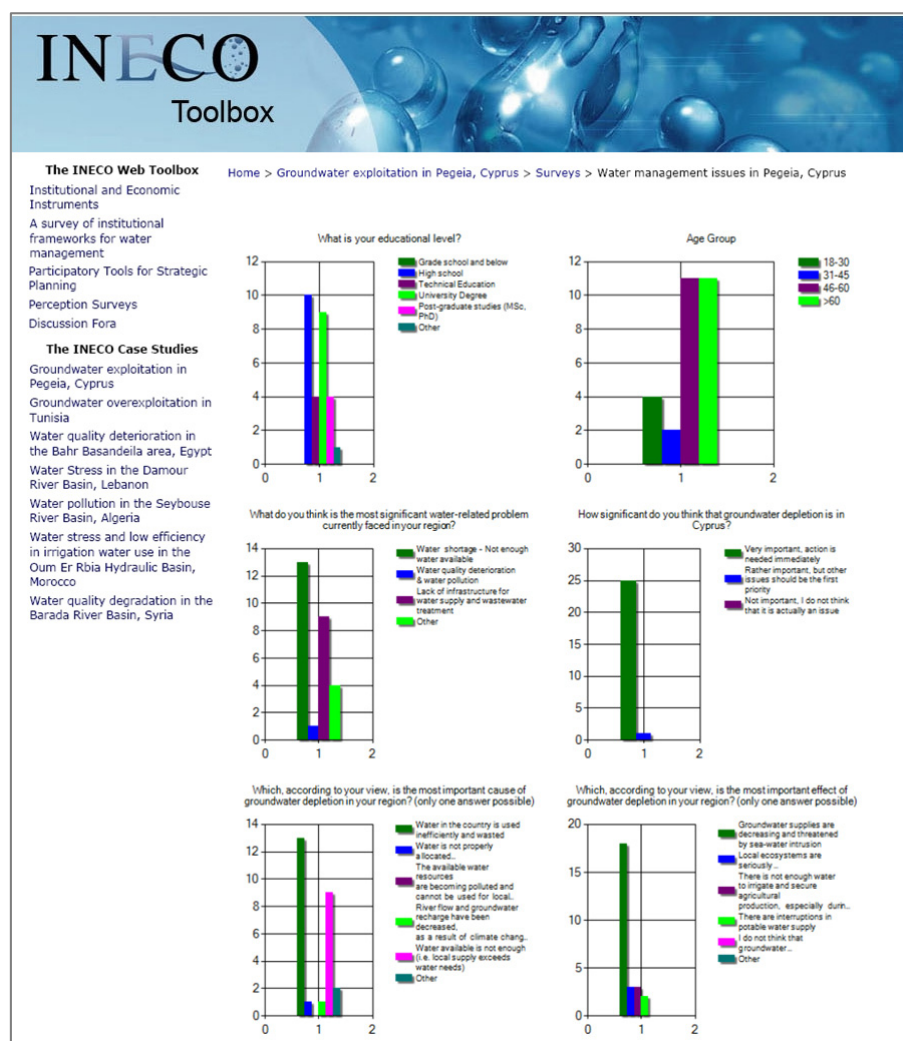 INECO
Toolbox
The INECO Web Toolbox
Institutional and Economic
Instruments
A survey of institutional
frameworks for water
management
Participatory Tools for Strategic
Planning
Perception Surveys
Discussion Fora
The INECO Case Studies
Groundwater exploitation in
Pegeia, Cyprus
Groundwater overexploitation in
Tunisia
Water quality deterioration in
the Bahr Basandeila area, Egypt
Water Stress in the Damour
River Basin, Lebanon
Water pollution in the Seybouse
River Basin, Algeria
Water stress and low efficiency
in irrigation water use in the
Oum Er Rbia Hydraulic Basin,
Morocco
Water quality degradation in the
Barada River Basin, Syria
Home > Groundwater exploitation in Pegeia, Cyprus > Surveys > Water management issues in Pegeia, Cyprus
What is your educational level?
12
10
8
6
4
2
0
0 1 2
Grade school and below
High school
Technical Education
University Degree
Post-graduate studies (MSc,
PhD)
Other
Age Group
12
10
8
6
4
2
0
0 1 2
18-30
31-45
46-60
>60
What do you think is the most significant water-related problem
currently faced in your region?
14
12
10
8
6
4
2
0
0 1 2
Water shortage - Not enough
water available
Water quality deterioration
& water pollution
Lack of infrastructure for
water supply and wastewater
treatment
Other
How significant do you think that groundwater depletion is in
Cyprus?
30
25
20
15
10
5
0
0 1 2
Very important, action is
needed immediately
Rather important, but other
issues should be the first
priority
Not important, I do not think
that it is actually an issue
Which, according to your view, is the most important cause of
groundwater depletion in your region? (only one answer possible)
14
12
10
8
6
4
2
0
0 1 2
Water in the country is used
inefficiently and wasted
Water is not properly
allocated..
The available water
resources
are becoming polluted and
cannot be used for local..
River flow and groundwater
recharge have been
decreased,
as a result of climate chang..
Water available is not enough
(i.e. local supply exceeds
water needs)
Other
Which, according to your view, is the most important effect of
groundwater depletion in your region? (only one answer possible)
20
15
10
5
0
0 1 2
Groundwater supplies are
decreasing and threatened
by sea-water intrusion
Local ecosystems are
seriously..
There is not enough water
to irrigate and secure
agricultural
production, especially durin..
There are interruptions in
potable water supply
I do not think that
groundwater..
Other